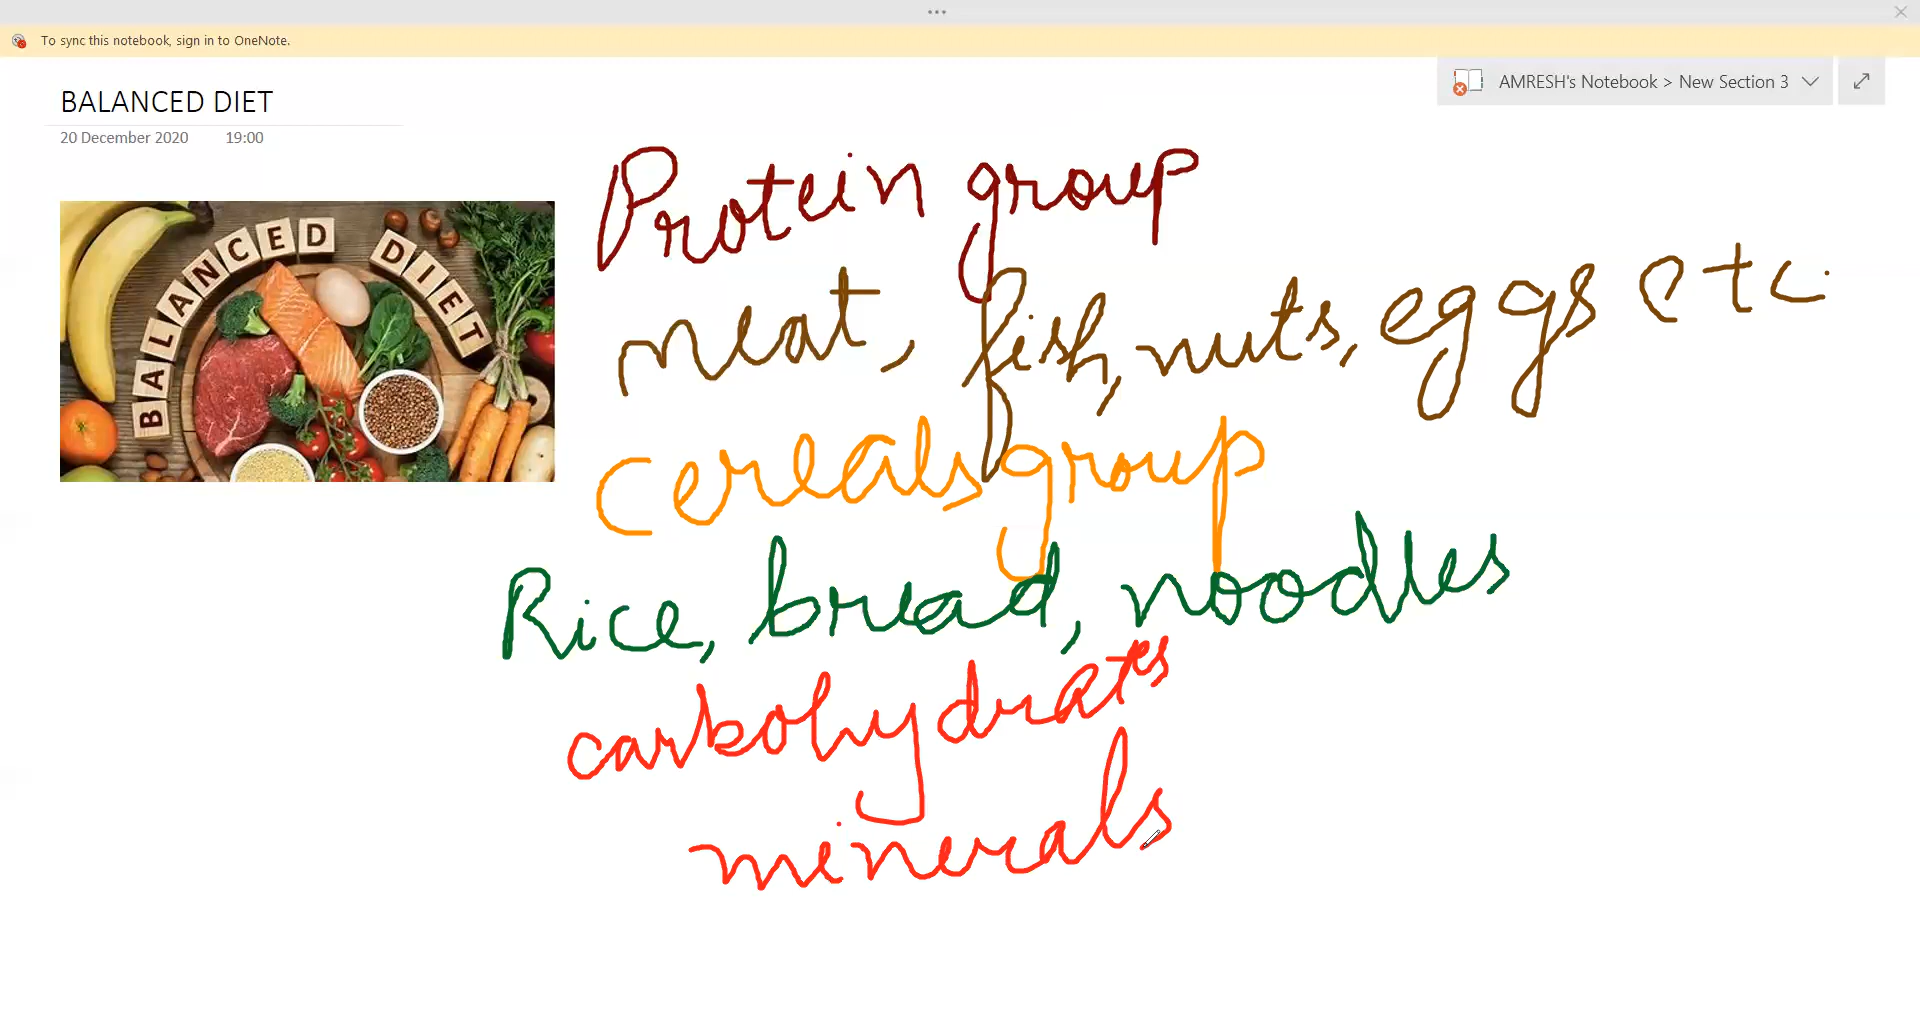 To sync this notebook, sign in to OneNote.
AMRESH's Notebook > New Section 3
BALANCED DIET
20 December 2020 19:00
BALANCED DIET
Protein group
meat, fish, nuts, eggs etc.
cereals group
Rice, bread, noodles
carbohydrates
minerals